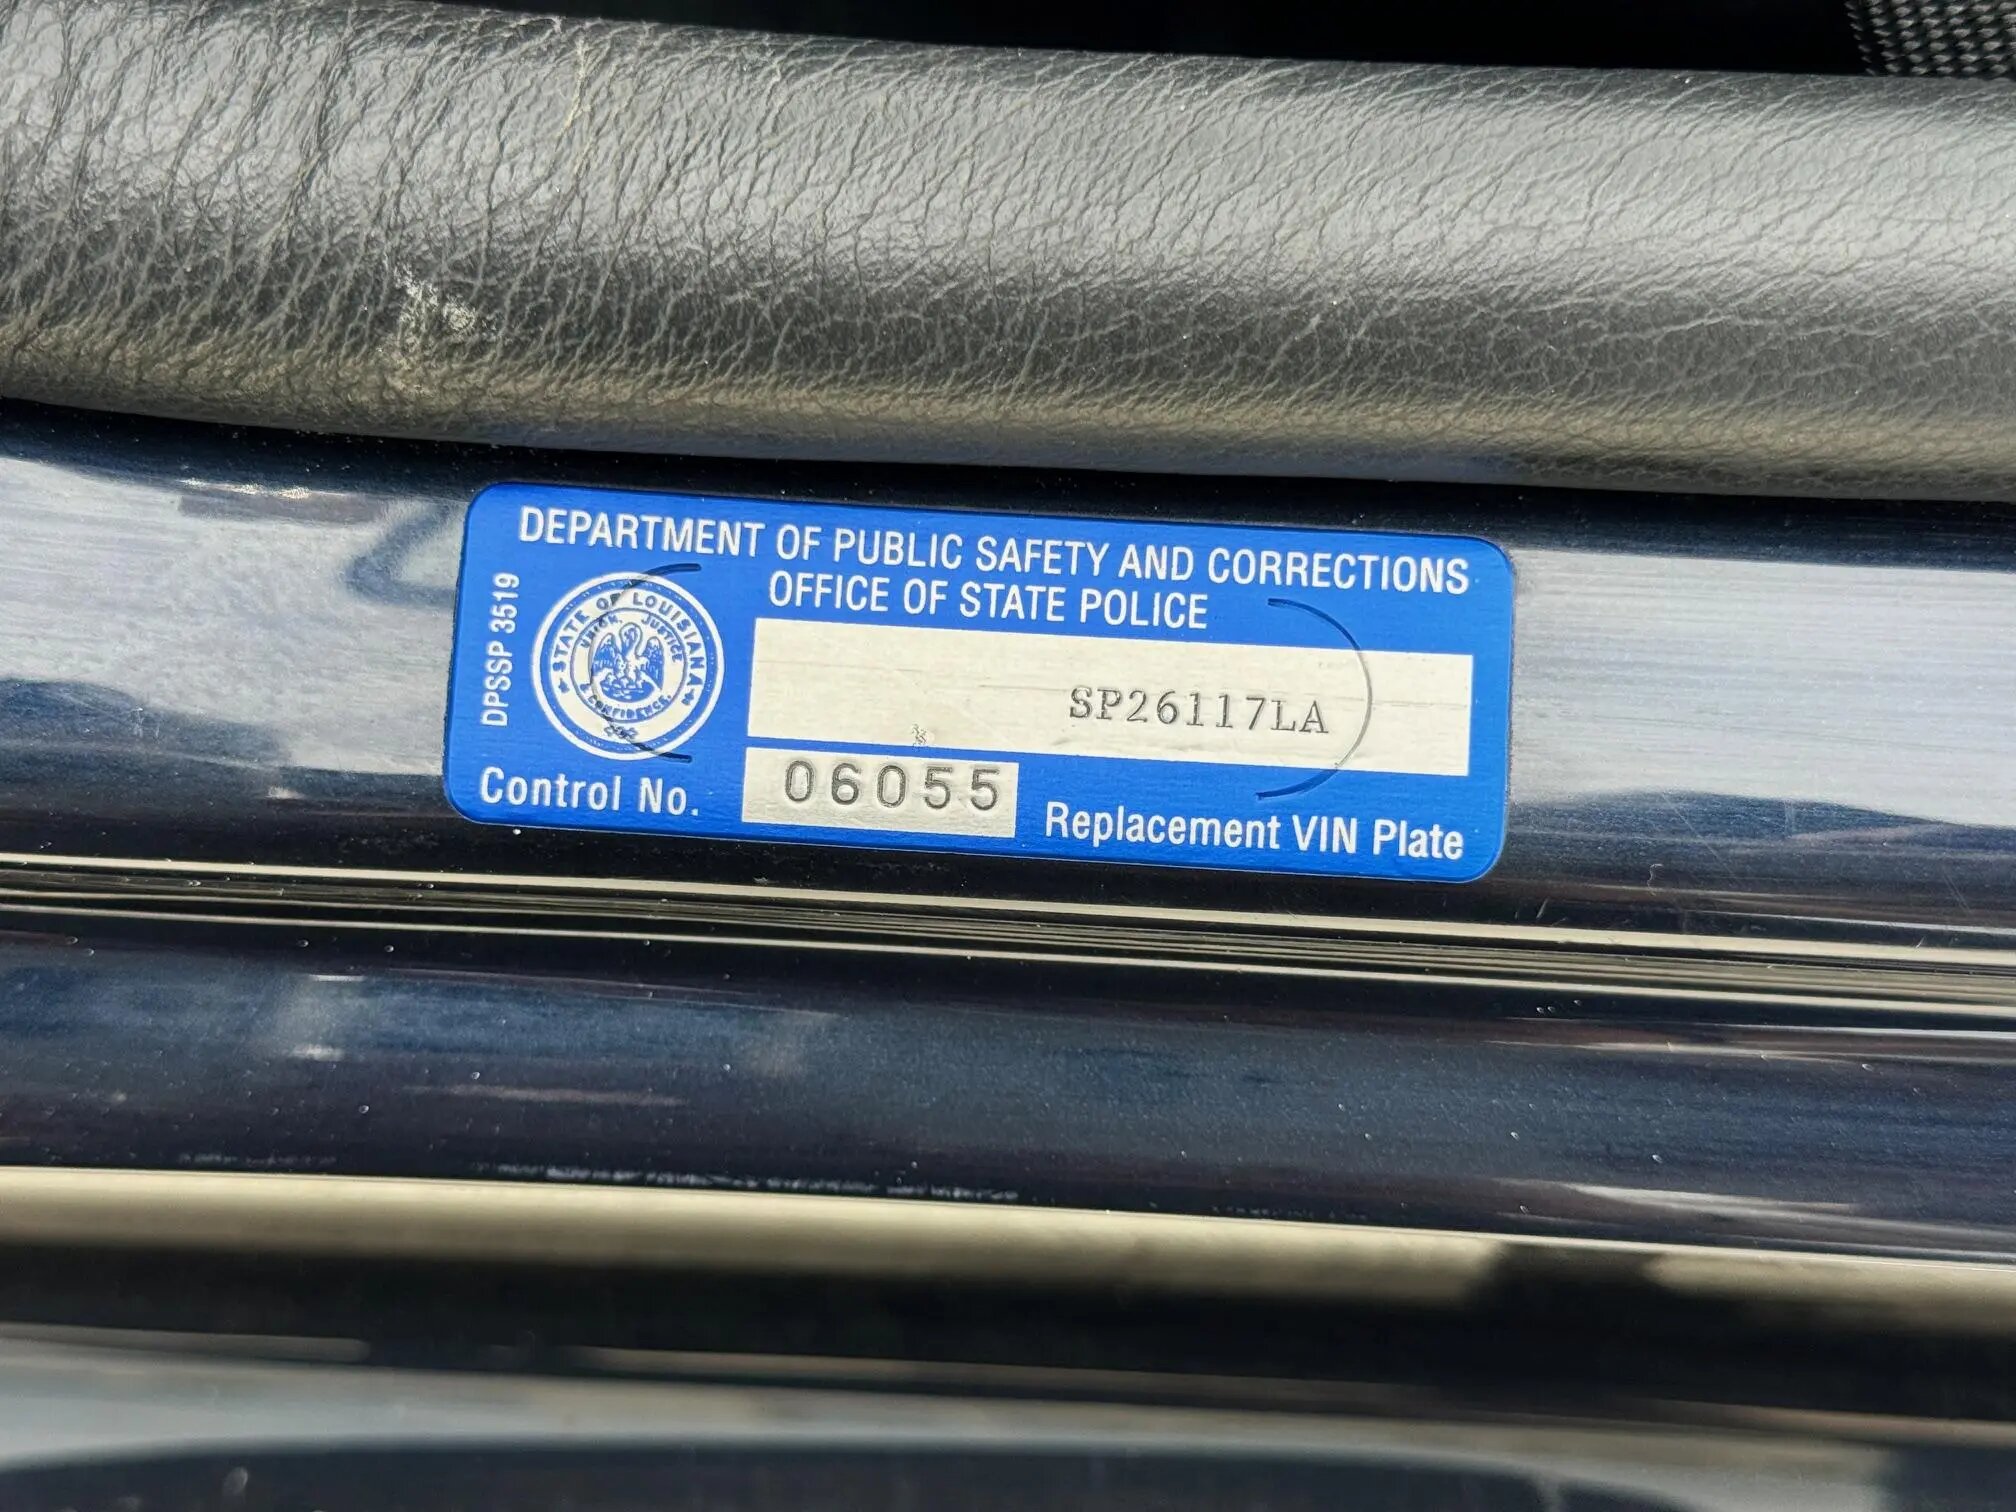 DEPARTMENT OF PUBLIC SAFETY AND CORRECTIONS
OFFICE OF STATE POLICE
DPSSP 3519
STATE OF LOUISIANA
UNION JUSTICE
& CONFIDENCE
SP26117LA
Control No. 06055
Replacement VIN Plate